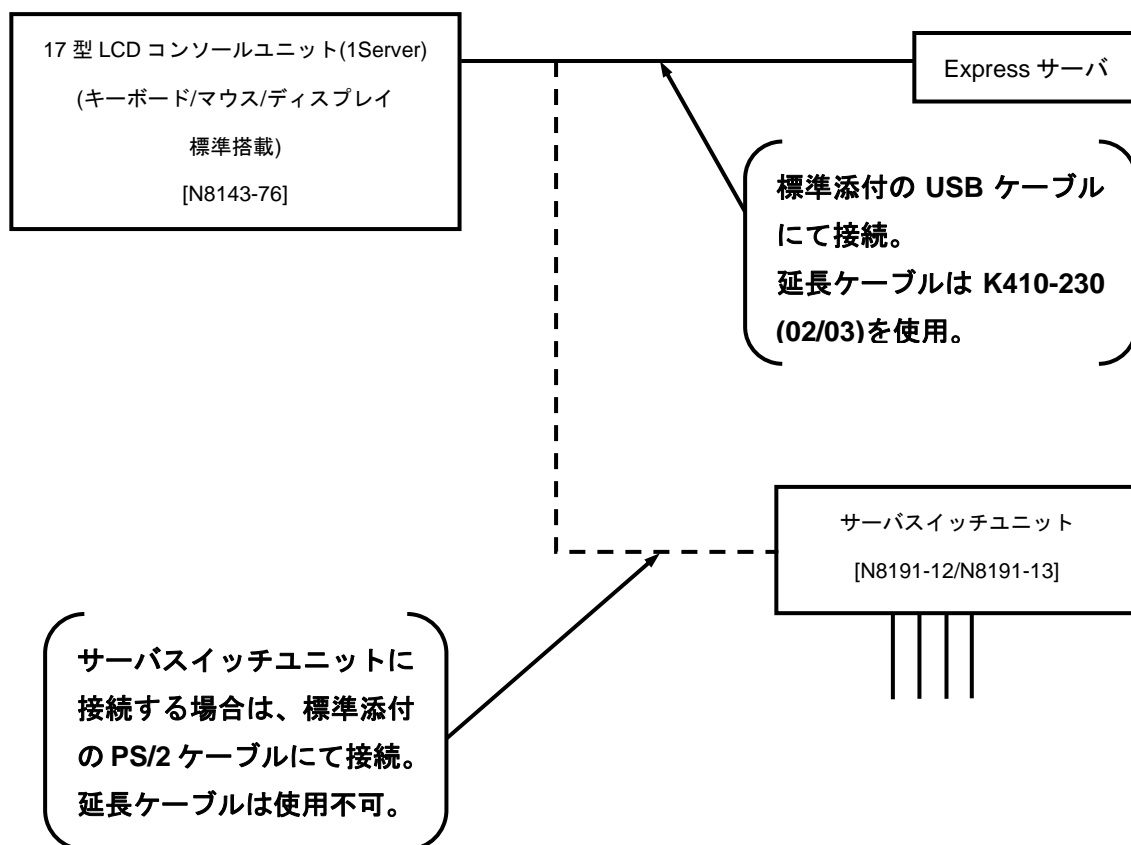 17 型 LCD コンソールユニット(1Server)
(キーボード/マウス/ディスプレイ
標準搭載)
[N8143-76]
Express サーバ
標準添付の USB ケーブル
にて接続。
延長ケーブルは K410-230
(02/03)を使用。
サーバスイッチユニット
[N8191-12/N8191-13]
サーバスイッチユニットに
接続する場合は、標準添付
の PS/2 ケーブルにて接続。
延長ケーブルは使用不可。